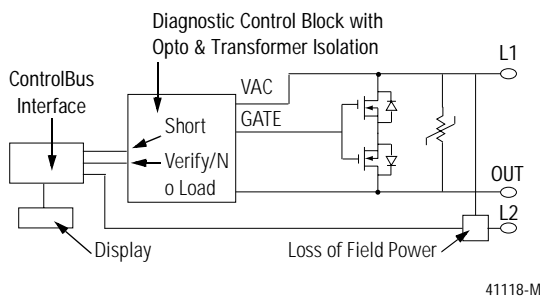 Diagnostic Control Block with
Opto & Transformer Isolation
L1
ControlBus
Interface
VAC
Short
GATE
Verify/N
o Load
OUT
L2
Display
Loss of Field Power
41118-M